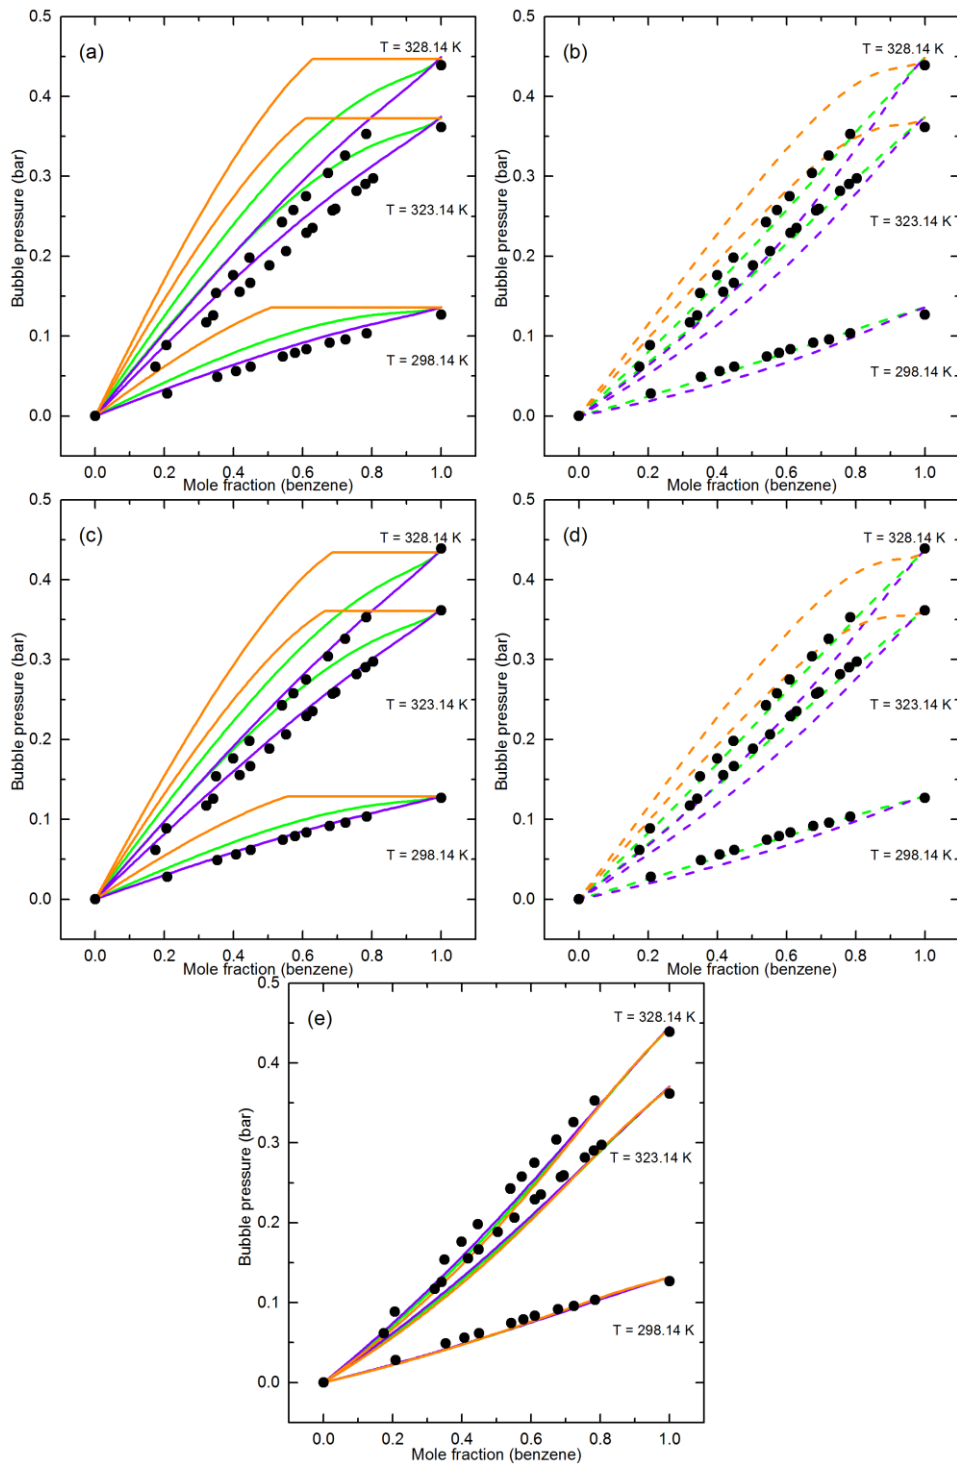 (a)
T = 328.14 K
T = 323.14 K
T = 298.14 K
0.5
0.4
0.3
0.2
0.1
0.0
Bubble pressure (bar)
0.0 0.2 0.4 0.6 0.8 1.0
Mole fraction (benzene)
(b)
T = 328.14 K
T = 323.14 K
T = 298.14 K
0.5
0.4
0.3
0.2
0.1
0.0
Bubble pressure (bar)
0.0 0.2 0.4 0.6 0.8 1.0
Mole fraction (benzene)
(c)
T = 328.14 K
T = 323.14 K
T = 298.14 K
0.5
0.4
0.3
0.2
0.1
0.0
Bubble pressure (bar)
0.0 0.2 0.4 0.6 0.8 1.0
Mole fraction (benzene)
(d)
T = 328.14 K
T = 323.14 K
T = 298.14 K
0.5
0.4
0.3
0.2
0.1
0.0
Bubble pressure (bar)
0.0 0.2 0.4 0.6 0.8 1.0
Mole fraction (benzene)
(e)
T = 328.14 K
T = 323.14 K
T = 298.14 K
0.5
0.4
0.3
0.2
0.1
0.0
Bubble pressure (bar)
0.0 0.2 0.4 0.6 0.8 1.0
Mole fraction (benzene)